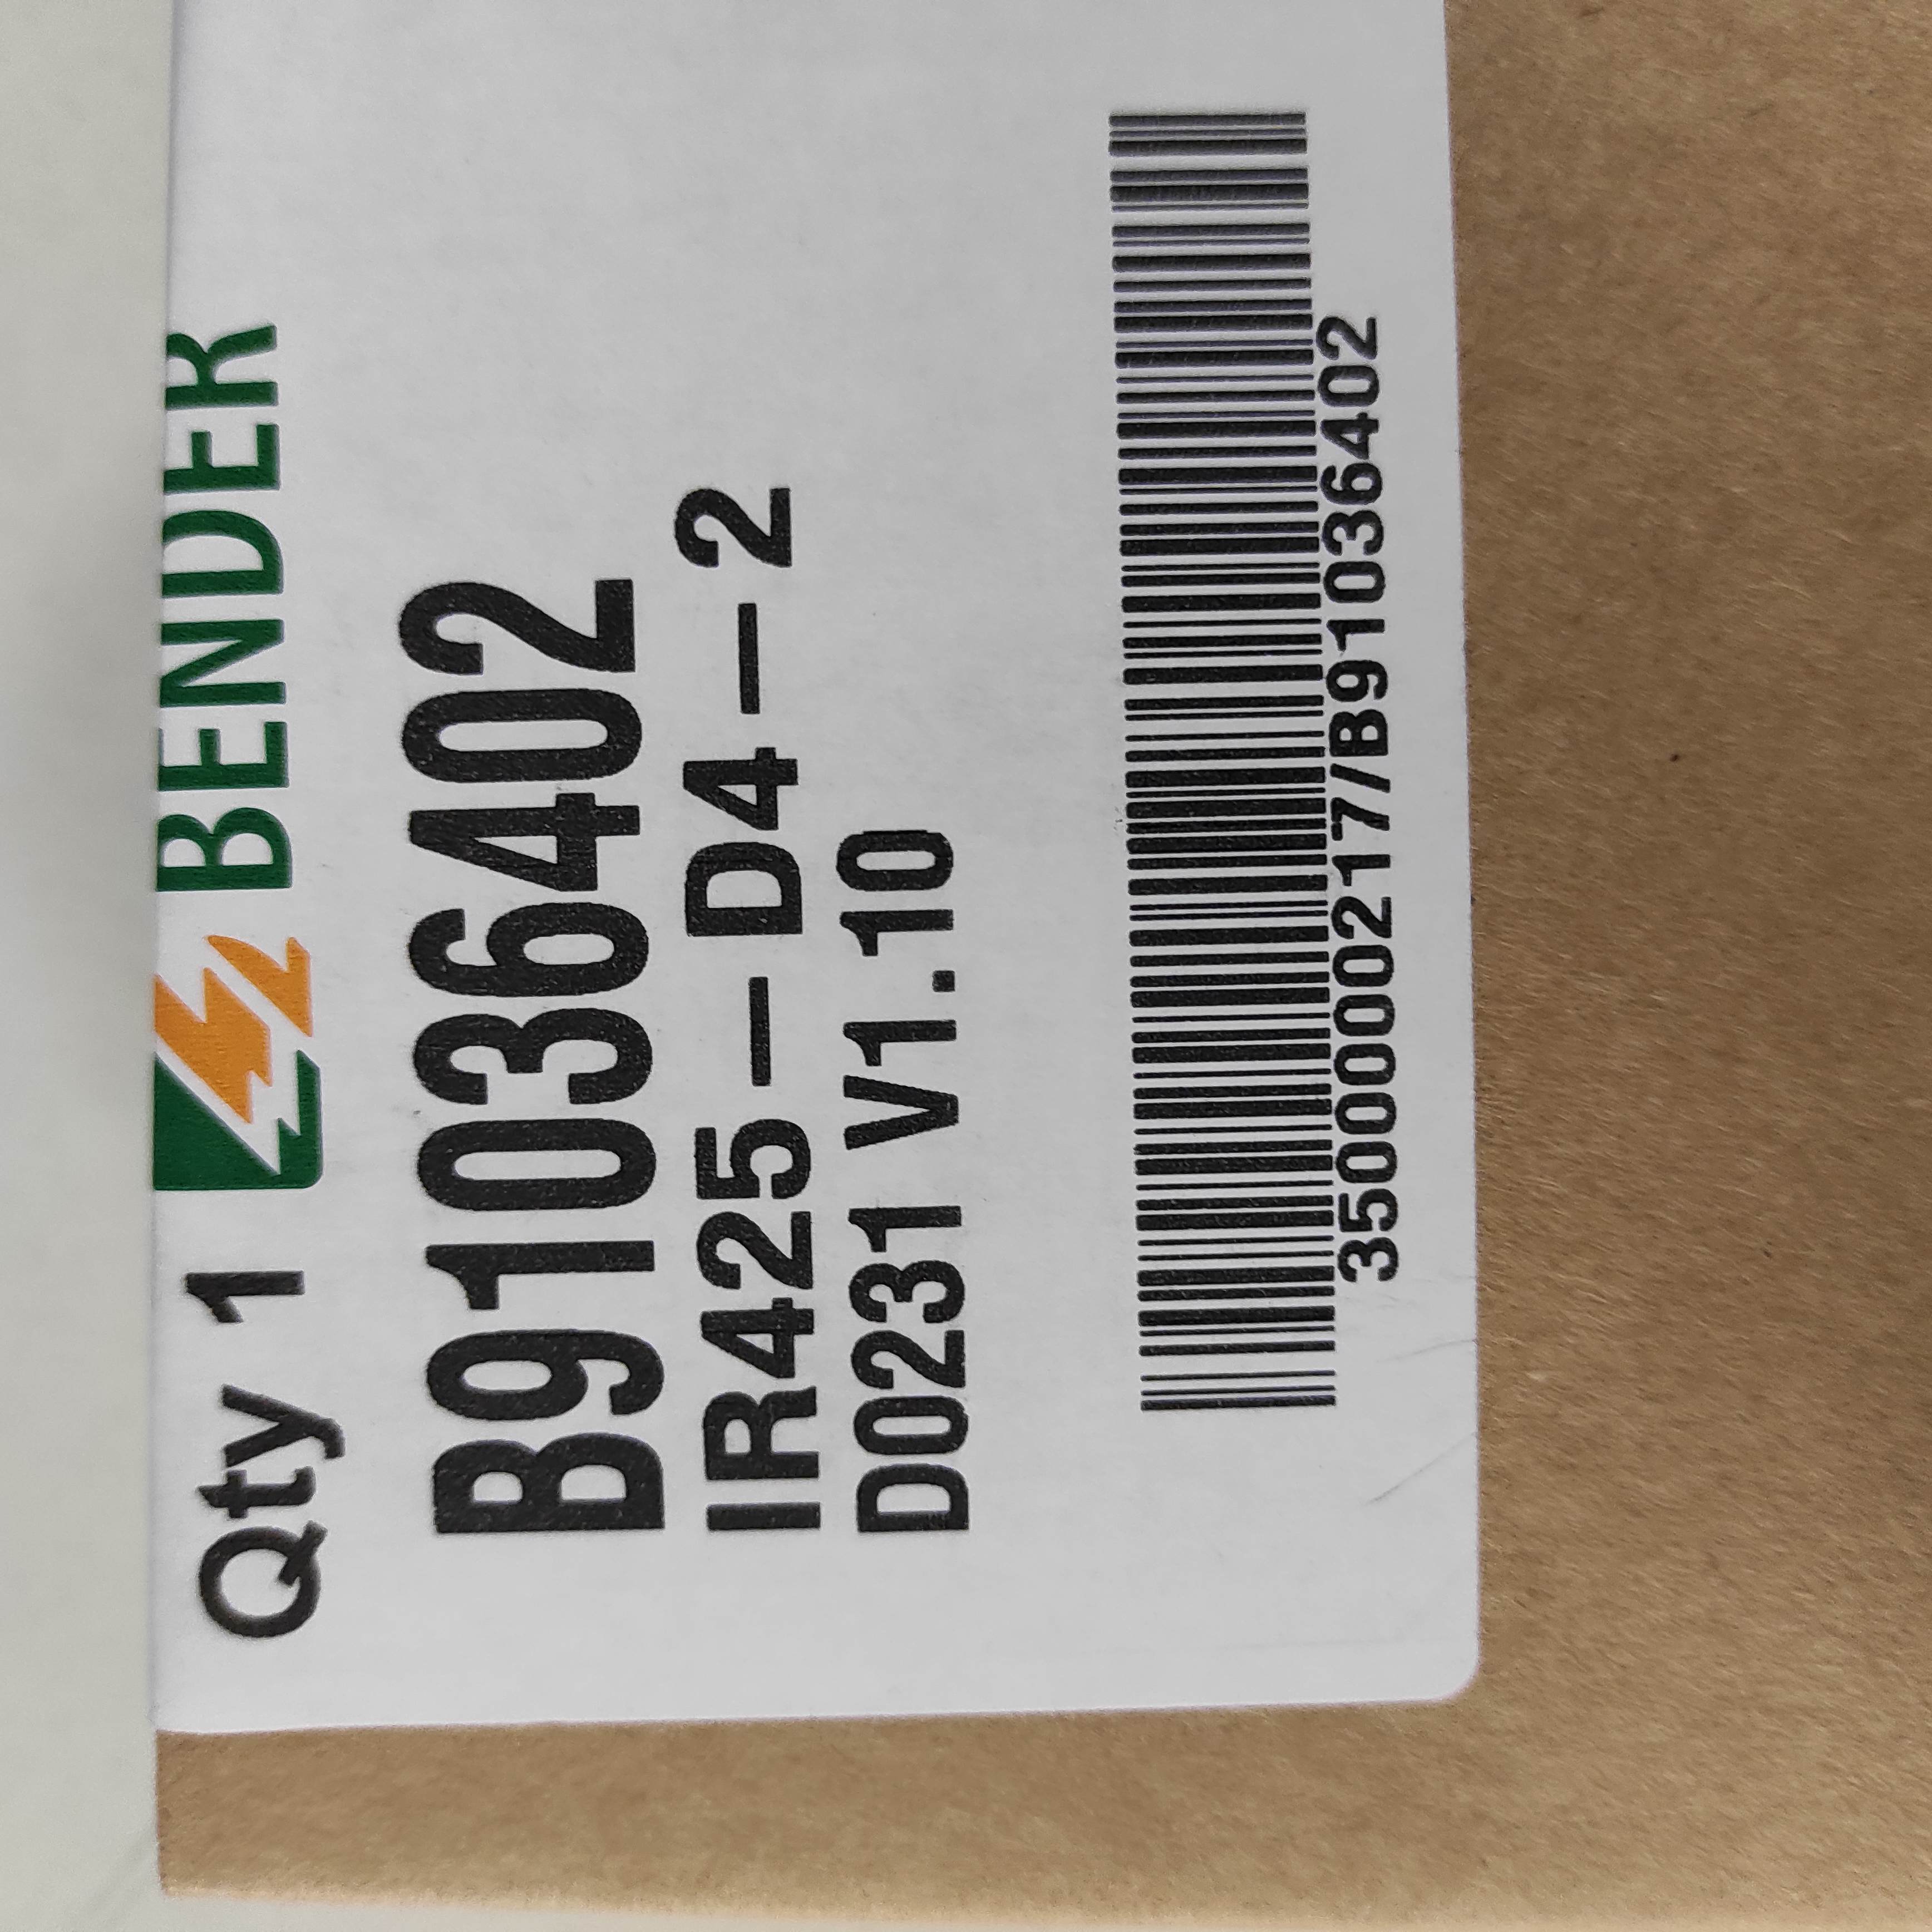 Qty 1 BENDER
B91036402
IR425-D4-2
D0231 V1.10
3500000217/B91036402